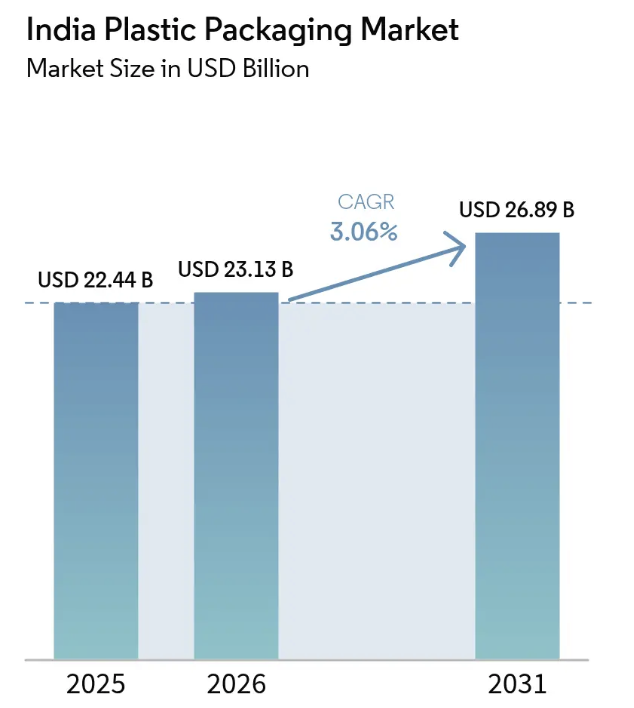 India Plastic Packaging Market
Market Size in USD Billion
CAGR
3.06%
USD 22.44 B
USD 23.13 B
USD 26.89 B
2025
2026
2031